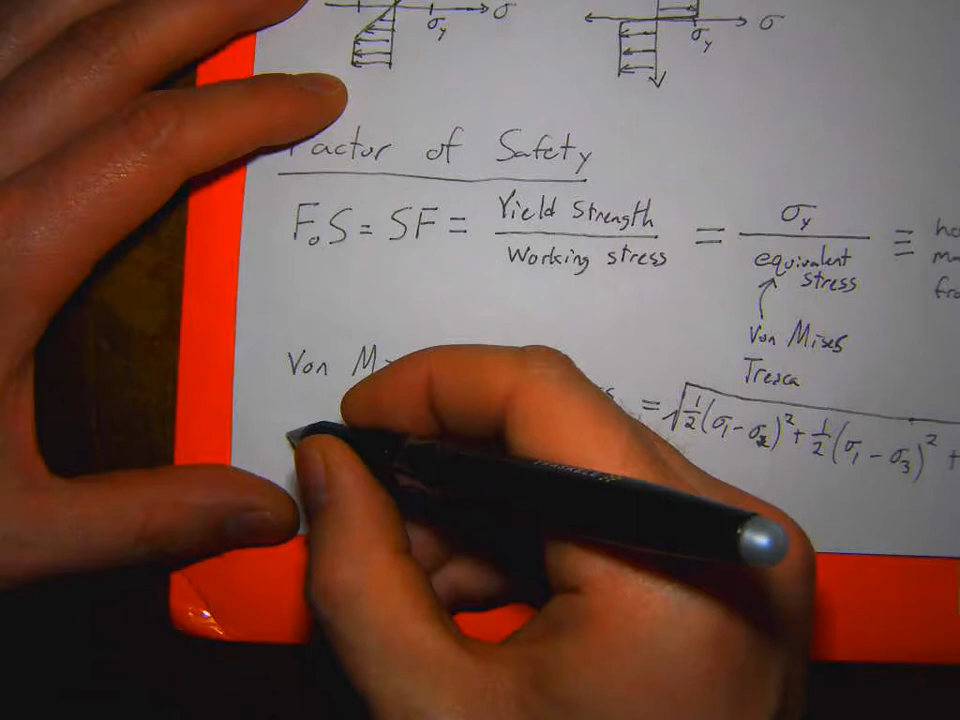 σ σ
σy σy
Factor of Safety
F.S = SF = Yield Strength / Working stress = σy / equivalent stress ≡
Von Mises
Tresca
Von
= √ ½(σ₁ - σ₂)² + ½(σ₁ - σ₃)² +